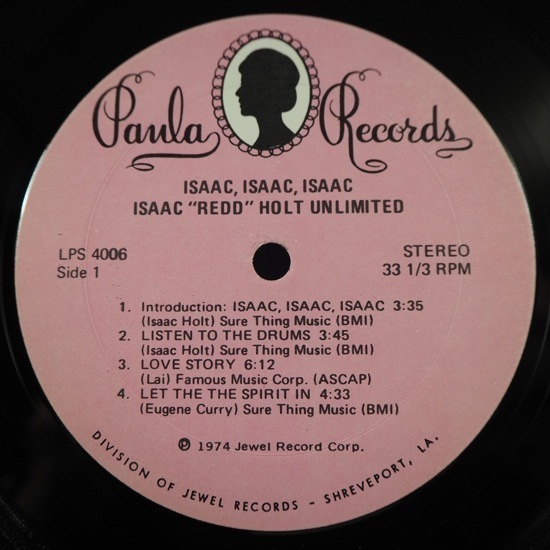 Paula Records
ISAAC, ISAAC, ISAAC
ISAAC "REDD" HOLT UNLIMITED
LPS 4006
Side 1
STEREO
33 1/3 RPM
1. Introduction: ISAAC, ISAAC, ISAAC 3:35
(Isaac Holt) Sure Thing Music (BMI)
2. LISTEN TO THE DRUMS 3:45
(Isaac Holt) Sure Thing Music (BMI)
3. LOVE STORY 6:12
(Lai) Famous Music Corp. (ASCAP)
4. LET THE THE SPIRIT IN 4:33
(Eugene Curry) Sure Thing Music (BMI)
℗ 1974 Jewel Record Corp.
DIVISION OF JEWEL RECORDS – SHREVEPORT, LA.